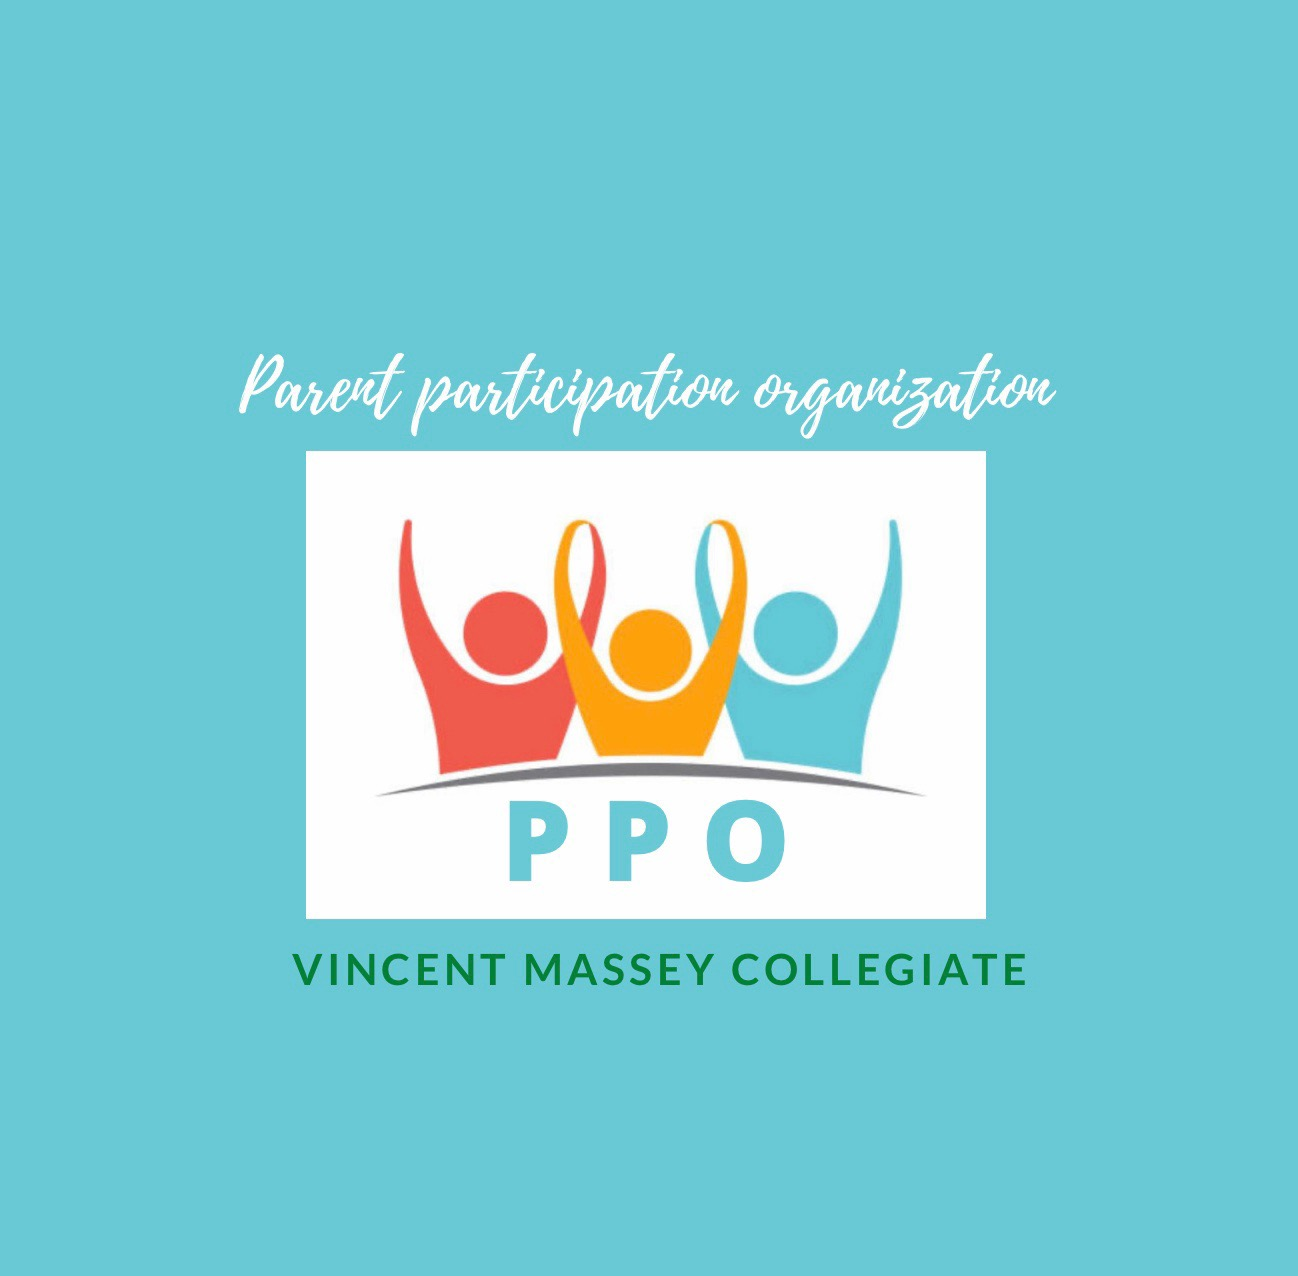 Parent participation organization
PPO
VINCENT MASSEY COLLEGIATE